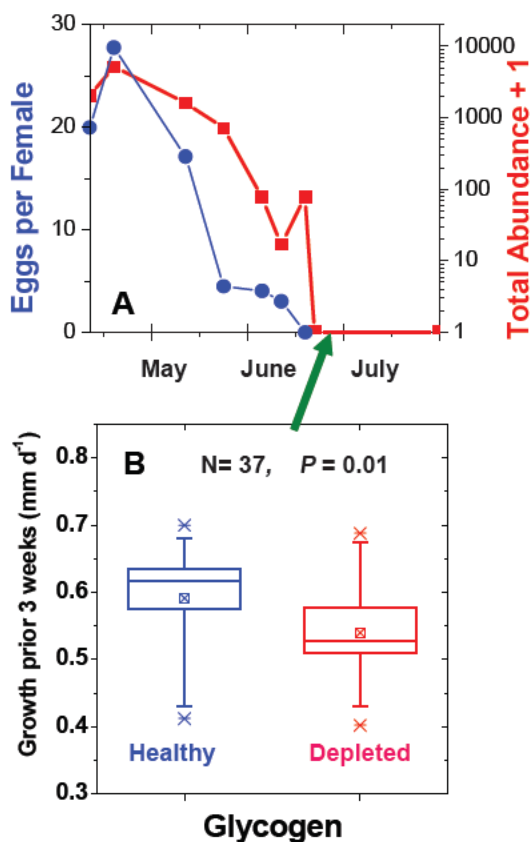 30
20
10
0
Eggs per Female
10000
1000
100
10
1
Total Abundance + 1
A
May June July
B
N= 37, P = 0.01
0.8
0.7
0.6
0.5
0.4
0.3
Growth prior 3 weeks (mm d⁻¹)
Healthy Depleted
Glycogen